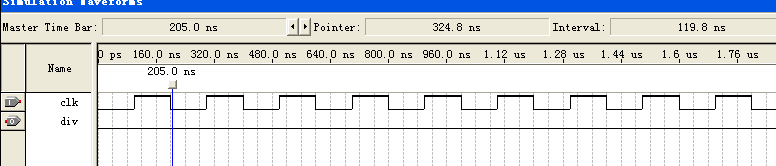 Simulation Waveforms
Master Time Bar: 205.0 ns Pointer: 324.8 ns Interval: 119.8 ns
Name
0 ps 160.0 ns 320.0 ns 480.0 ns 640.0 ns 800.0 ns 960.0 ns 1.12 us 1.28 us 1.44 us 1.6 us 1.76 us
205.0 ns
clk
div